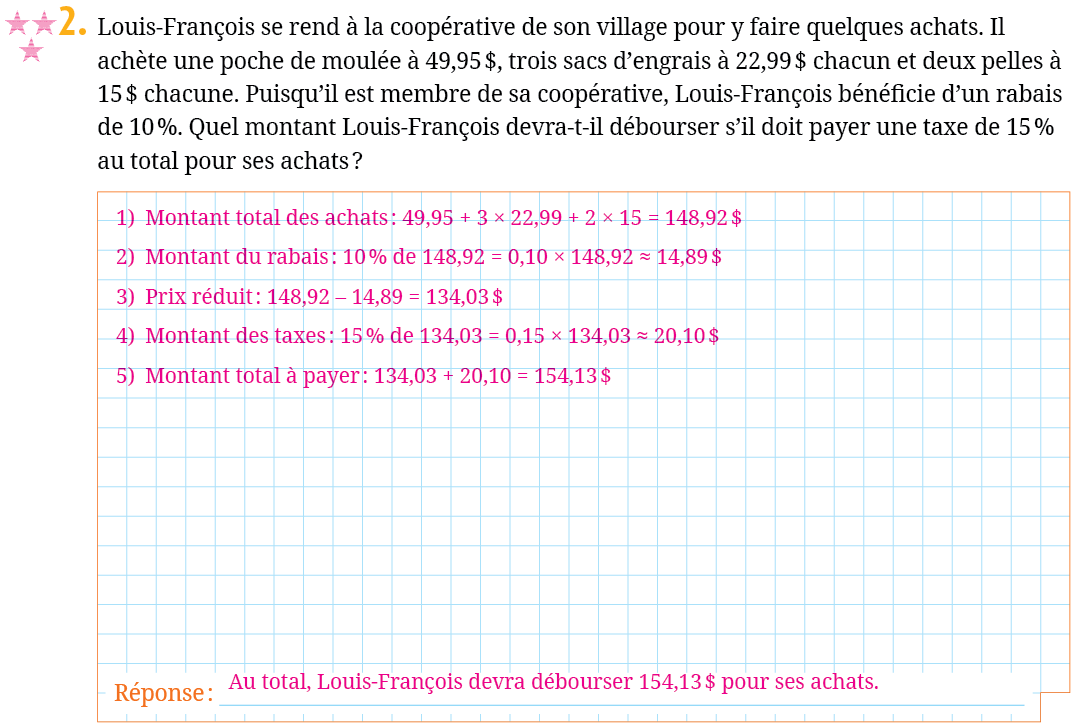 2. Louis-François se rend à la coopérative de son village pour y faire quelques achats. Il
achète une poche de moulée à 49,95 $, trois sacs d’engrais à 22,99 $ chacun et deux pelles à
15 $ chacune. Puisqu’il est membre de sa coopérative, Louis-François bénéficie d’un rabais
de 10 %. Quel montant Louis-François devra-t-il débourser s’il doit payer une taxe de 15 %
au total pour ses achats ?
1) Montant total des achats : 49,95 + 3 × 22,99 + 2 × 15 = 148,92 $
2) Montant du rabais : 10 % de 148,92 = 0,10 × 148,92 ≈ 14,89 $
3) Prix réduit : 148,92 – 14,89 = 134,03 $
4) Montant des taxes : 15 % de 134,03 = 0,15 × 134,03 ≈ 20,10 $
5) Montant total à payer : 134,03 + 20,10 = 154,13 $
Réponse : Au total, Louis-François devra débourser 154,13 $ pour ses achats.